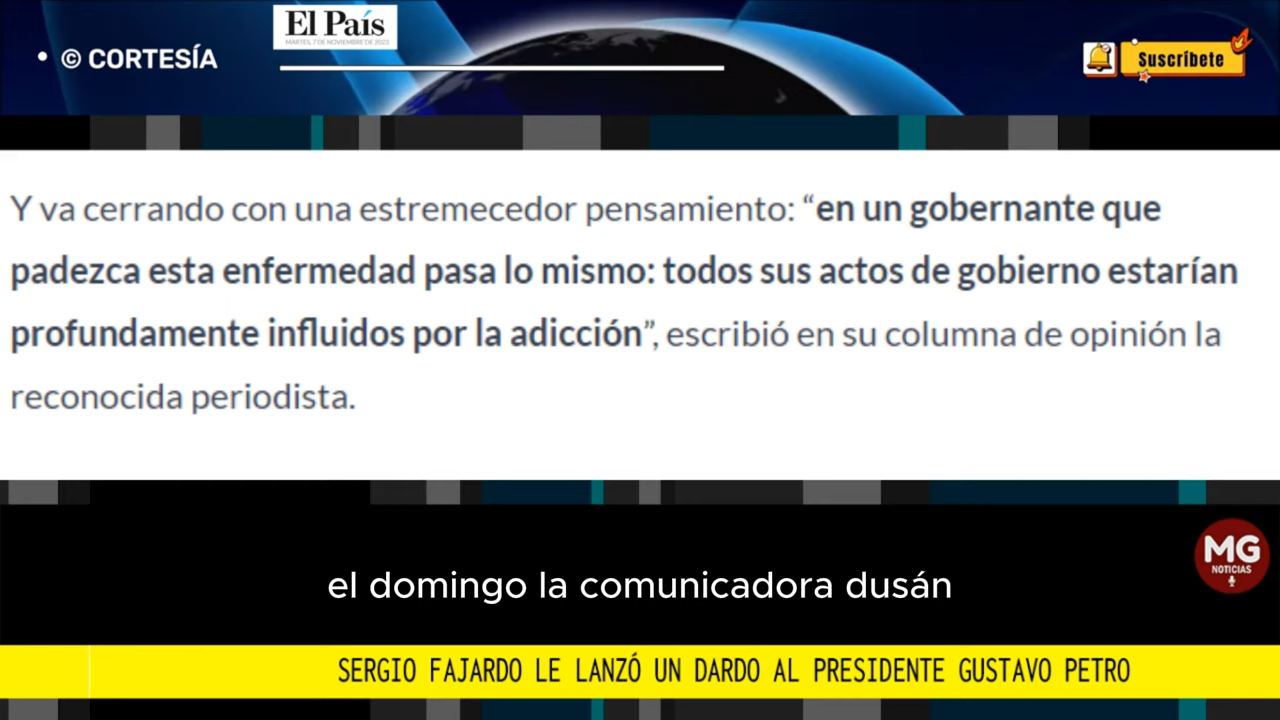 El País
MARTES, 7 DE NOVIEMBRE DE 2023
• © CORTESÍA
Suscríbete
Y va cerrando con una estremecedor pensamiento: “en un gobernante que
padezca esta enfermedad pasa lo mismo: todos sus actos de gobierno estarían
profundamente influidos por la adicción”, escribió en su columna de opinión la
reconocida periodista.
MG
NOTICIAS
el domingo la comunicadora dusán
SERGIO FAJARDO LE LANZÓ UN DARDO AL PRESIDENTE GUSTAVO PETRO